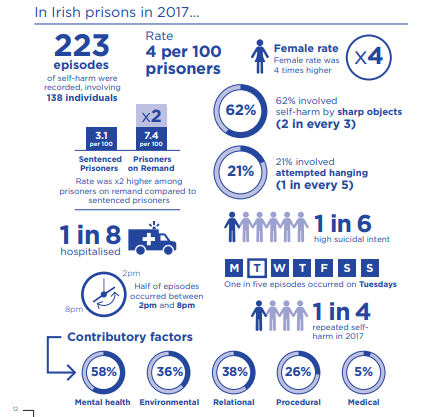 In Irish prisons in 2017...
223
episodes
of self-harm were
recorded, involving
138 individuals
Rate
4 per 100
prisoners
Female rate
Female rate was
4 times higher
x4
x2
3.1
per 100
7.4
per 100
Sentenced
Prisoners
Prisoners
on Remand
Rate was x2 higher among
prisoners on remand compared to
sentenced prisoners
62%
62% involved
self-harm by sharp objects
(2 in every 3)
21%
21% involved
attempted hanging
(1 in every 5)
1 in 8
hospitalised
1 in 6
high suicidal intent
2pm
8pm
Half of episodes
occurred between
2pm and 8pm
M T W T F S S
One in five episodes occurred on Tuesdays
1 in 4
repeated self-
harm in 2017
Contributory factors
58%
36%
38%
26%
5%
Mental health
Environmental
Relational
Procedural
Medical
12